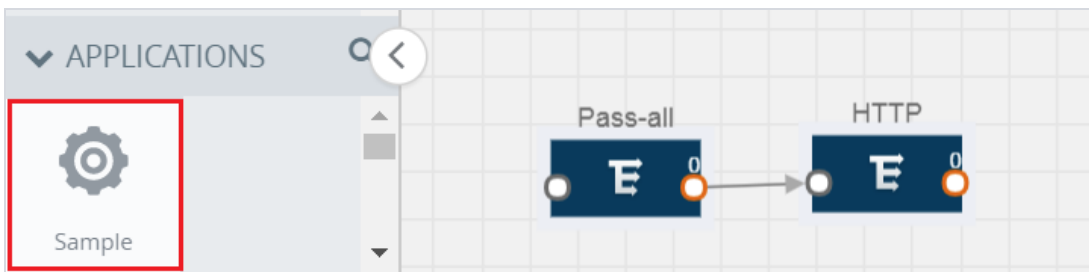 APPLICATIONS
Sample
Pass-all
0
HTTP
0